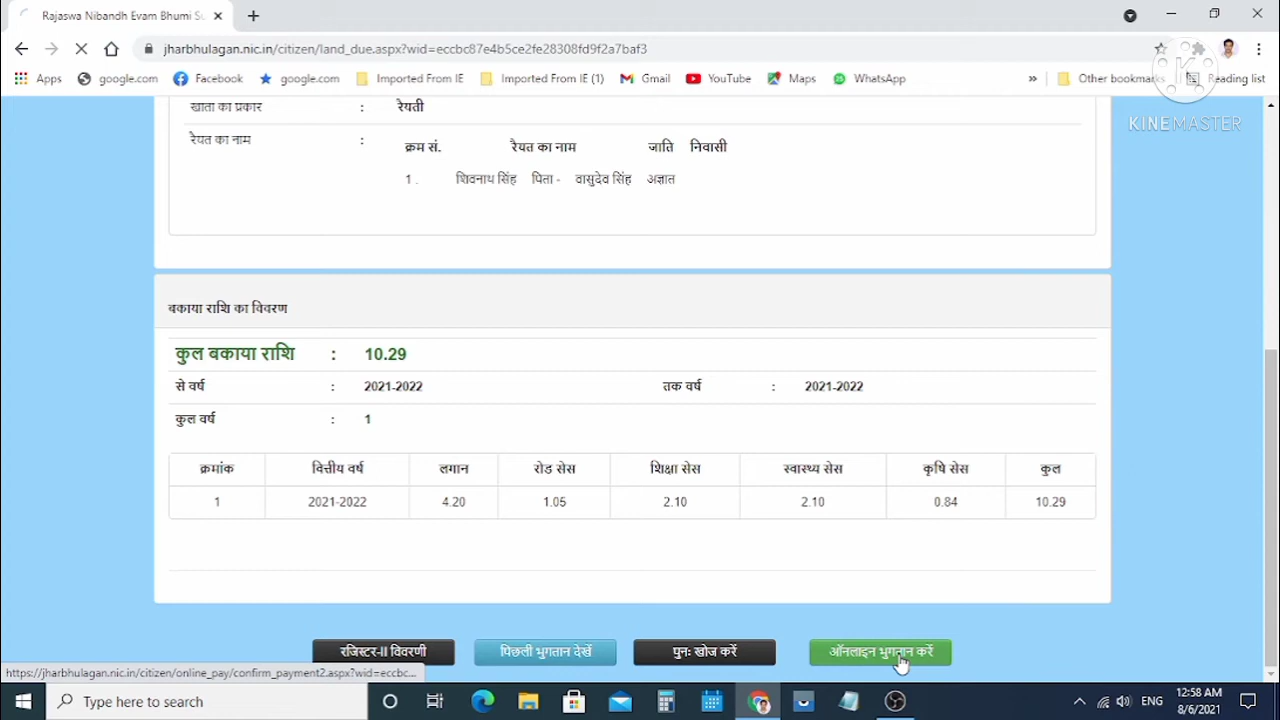 Rajaswa Nibandh Evam Bhumi Su
jharbhulagan.nic.in/citizen/land_due.aspx?wid=eccbc87e4b5ce2fe28308fd9f2a7baf3
Apps google.com Facebook google.com Imported From IE Imported From IE (1) Gmail YouTube Maps WhatsApp » Other bookmarks Reading list
KINEMASTER
खाता का प्रकार : रैयती
रैयत का नाम :
क्रम सं. रैयत का नाम जाति निवासी
1 . शिवनाथ सिंह पिता - वासुदेव सिंह अज्ञात
बकाया राशि का विवरण
कुल बकाया राशि : 10.29
से वर्ष : 2021-2022 तक वर्ष : 2021-2022
कुल वर्ष : 1
क्रमांक वित्तीय वर्ष लगान रोड सेस शिक्षा सेस स्वास्थ्य सेस कृषि सेस कुल
1 2021-2022 4.20 1.05 2.10 2.10 0.84 10.29
रजिस्टर-II विवरणी पिछली भुगतान देखें पुनः खोज करें ऑनलाइन भुगतान करें
https://jharbhulagan.nic.in/citizen/online_pay/confirm_payment2.aspx?wid=eccbc...
Type here to search
ENG
12:58 AM
8/6/2021